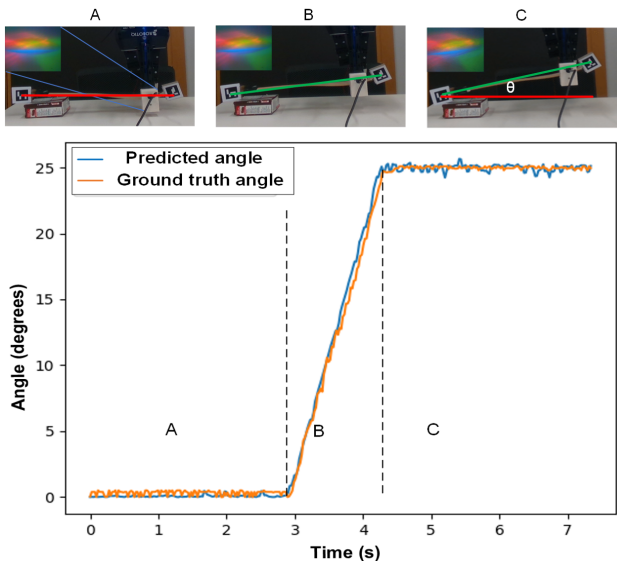 A
B
C
θ
Predicted angle
Ground truth angle
25
20
15
10
5
0
Angle (degrees)
A
B
C
0
1
2
3
4
5
6
7
Time (s)